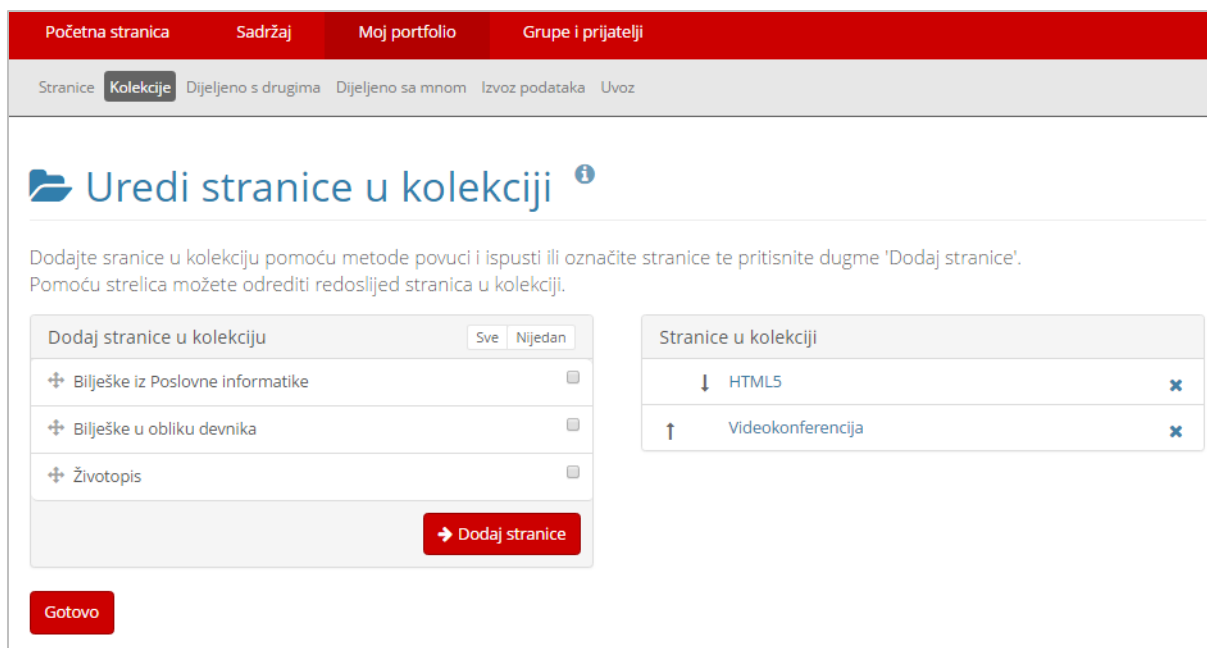 Početna stranica Sadržaj Moj portfolio Grupe i prijatelji
Stranice Kolekcije Dijeljeno s drugima Dijeljeno sa mnom Izvoz podataka Uvoz
Uredi stranice u kolekciji
Dodajte sranice u kolekciju pomoću metode povuci i ispusti ili označite stranice te pritisnite dugme 'Dodaj stranice'.
Pomoću strelica možete odrediti redoslijed stranica u kolekciji.
Dodaj stranice u kolekciju Sve Nijedan
Bilješke iz Poslovne informatike
Bilješke u obliku devnika
Životopis
Dodaj stranice
Stranice u kolekciji
HTML5
Videokonferencija
Gotovo